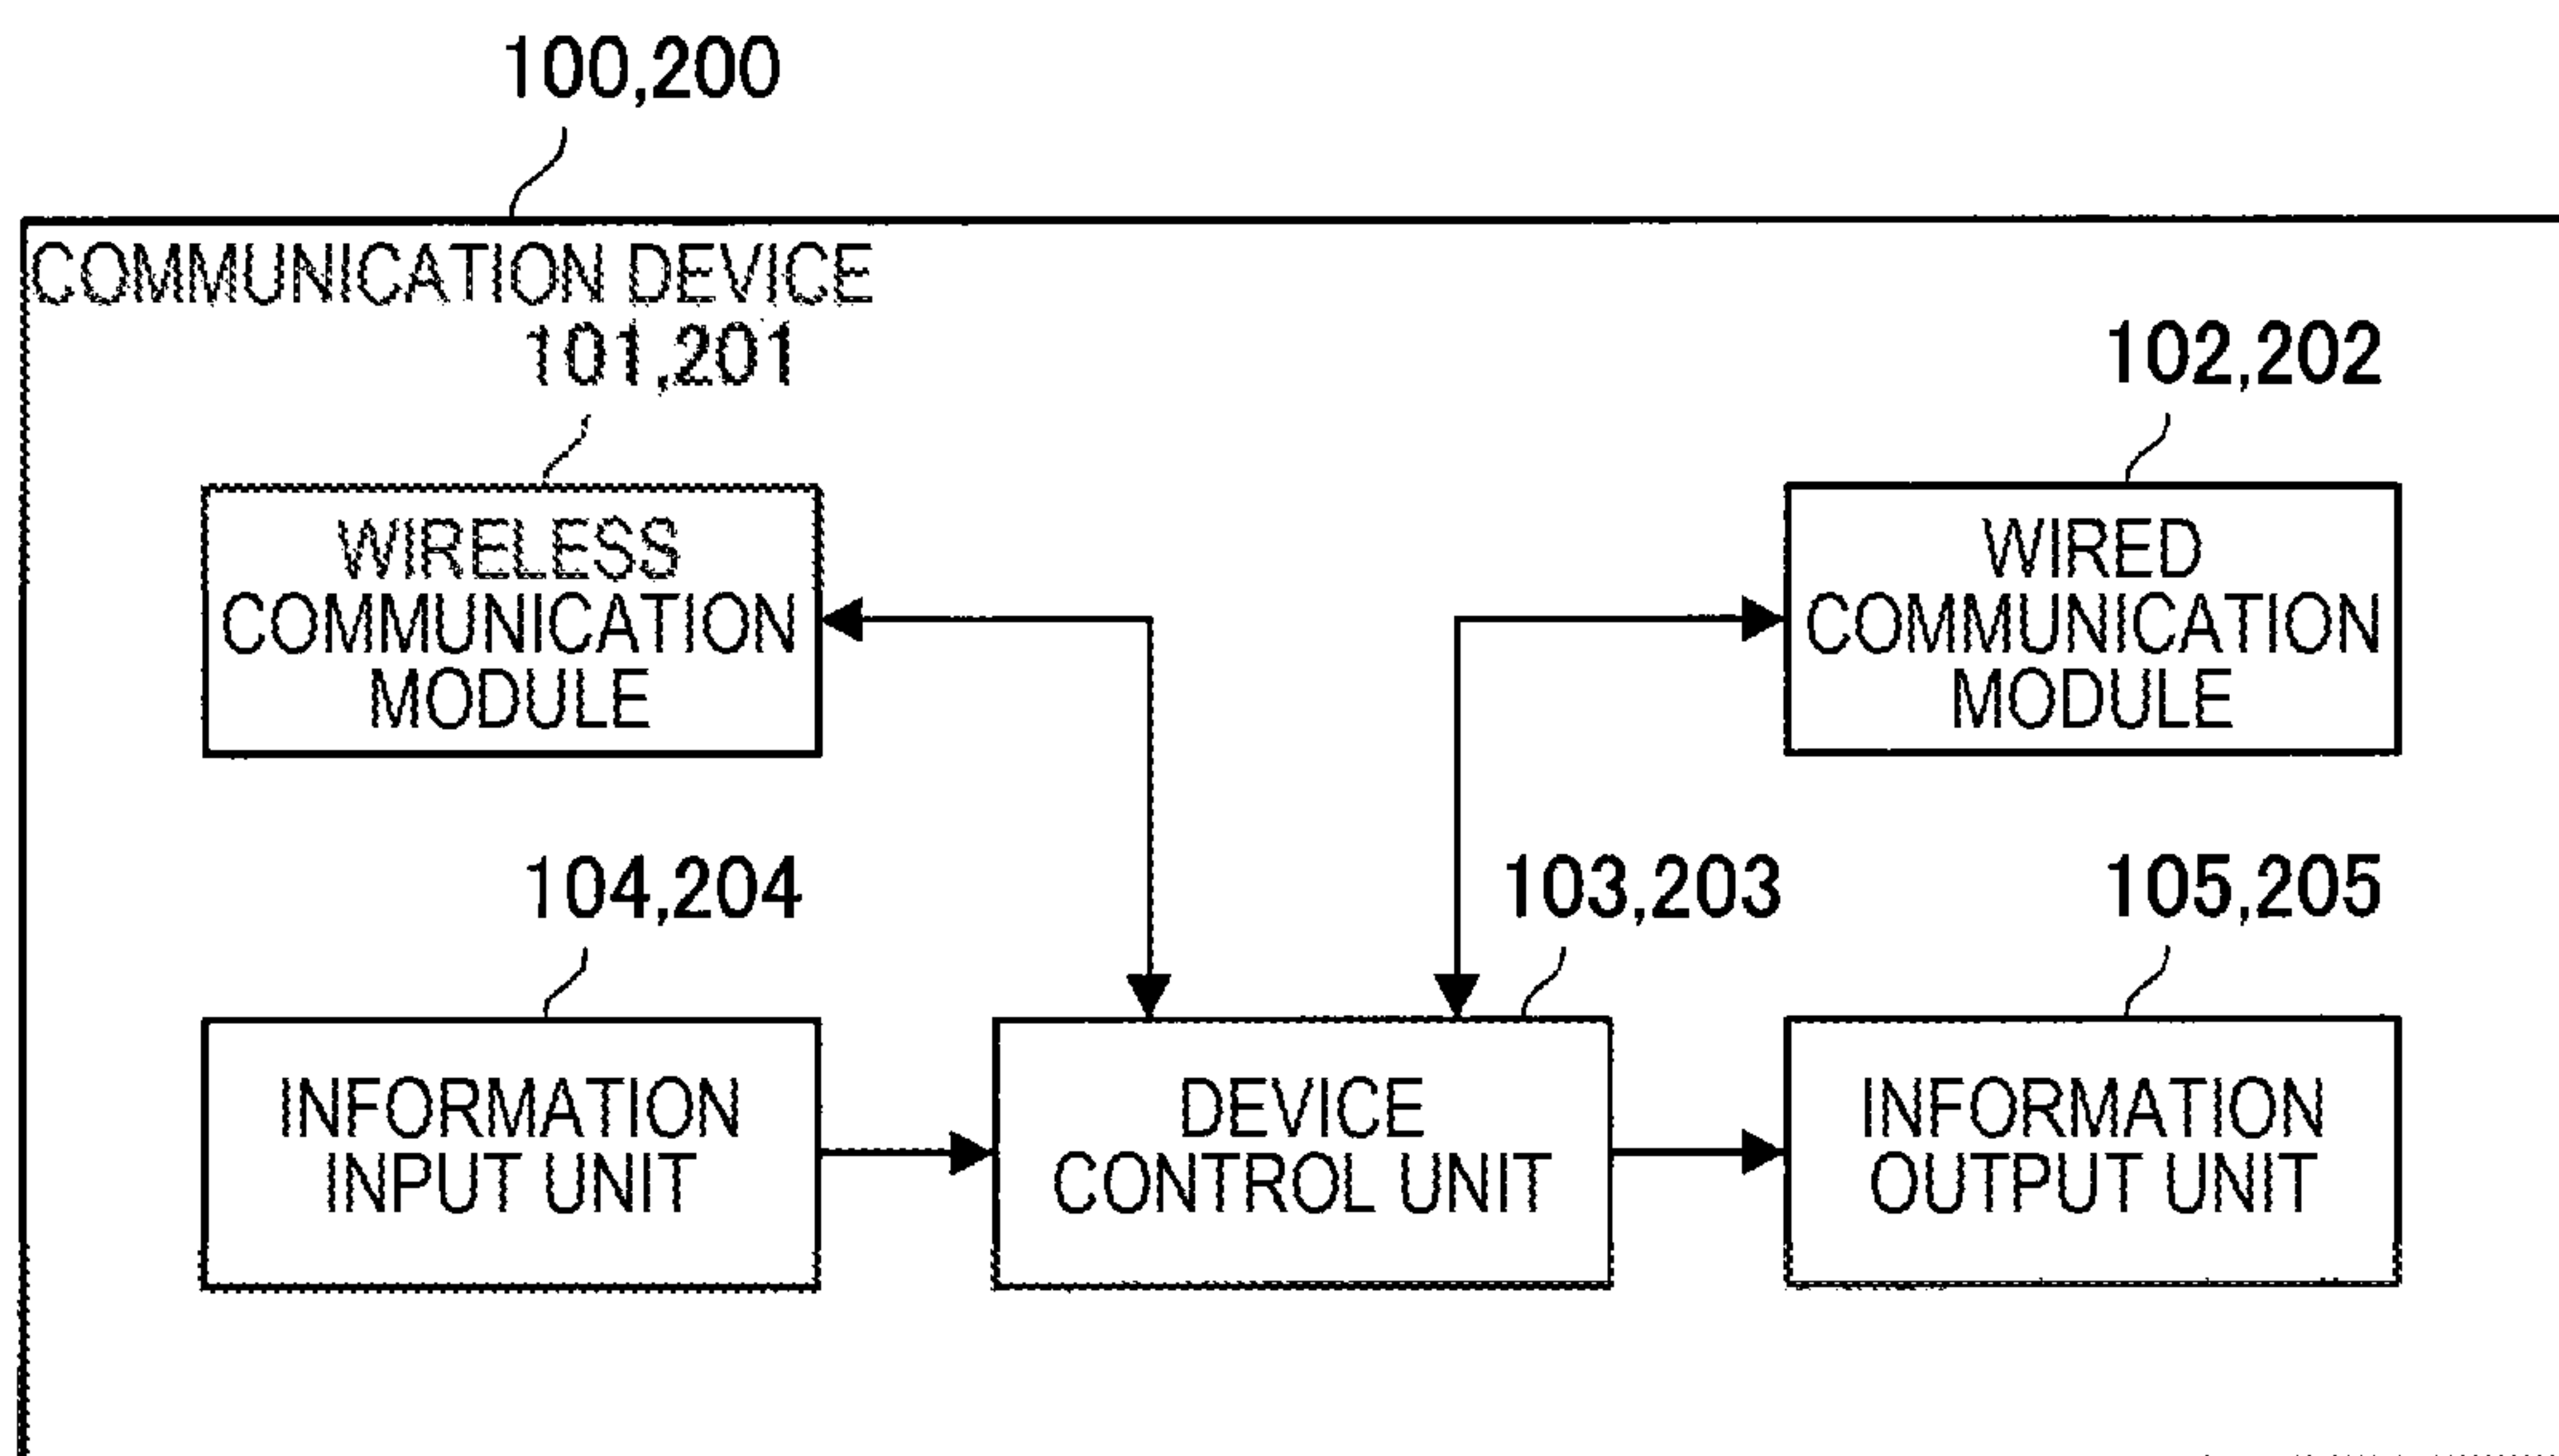 100,200
COMMUNICATION DEVICE
101,201
102,202
WIRELESS
COMMUNICATION
MODULE
WIRED
COMMUNICATION
MODULE
104,204
103,203
105,205
INFORMATION
INPUT UNIT
DEVICE
CONTROL UNIT
INFORMATION
OUTPUT UNIT